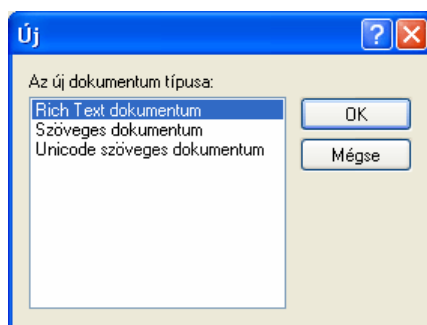 Új
Az új dokumentum típusa:
Rich Text dokumentum
Szöveges dokumentum
Unicode szöveges dokumentum
OK
Mégse